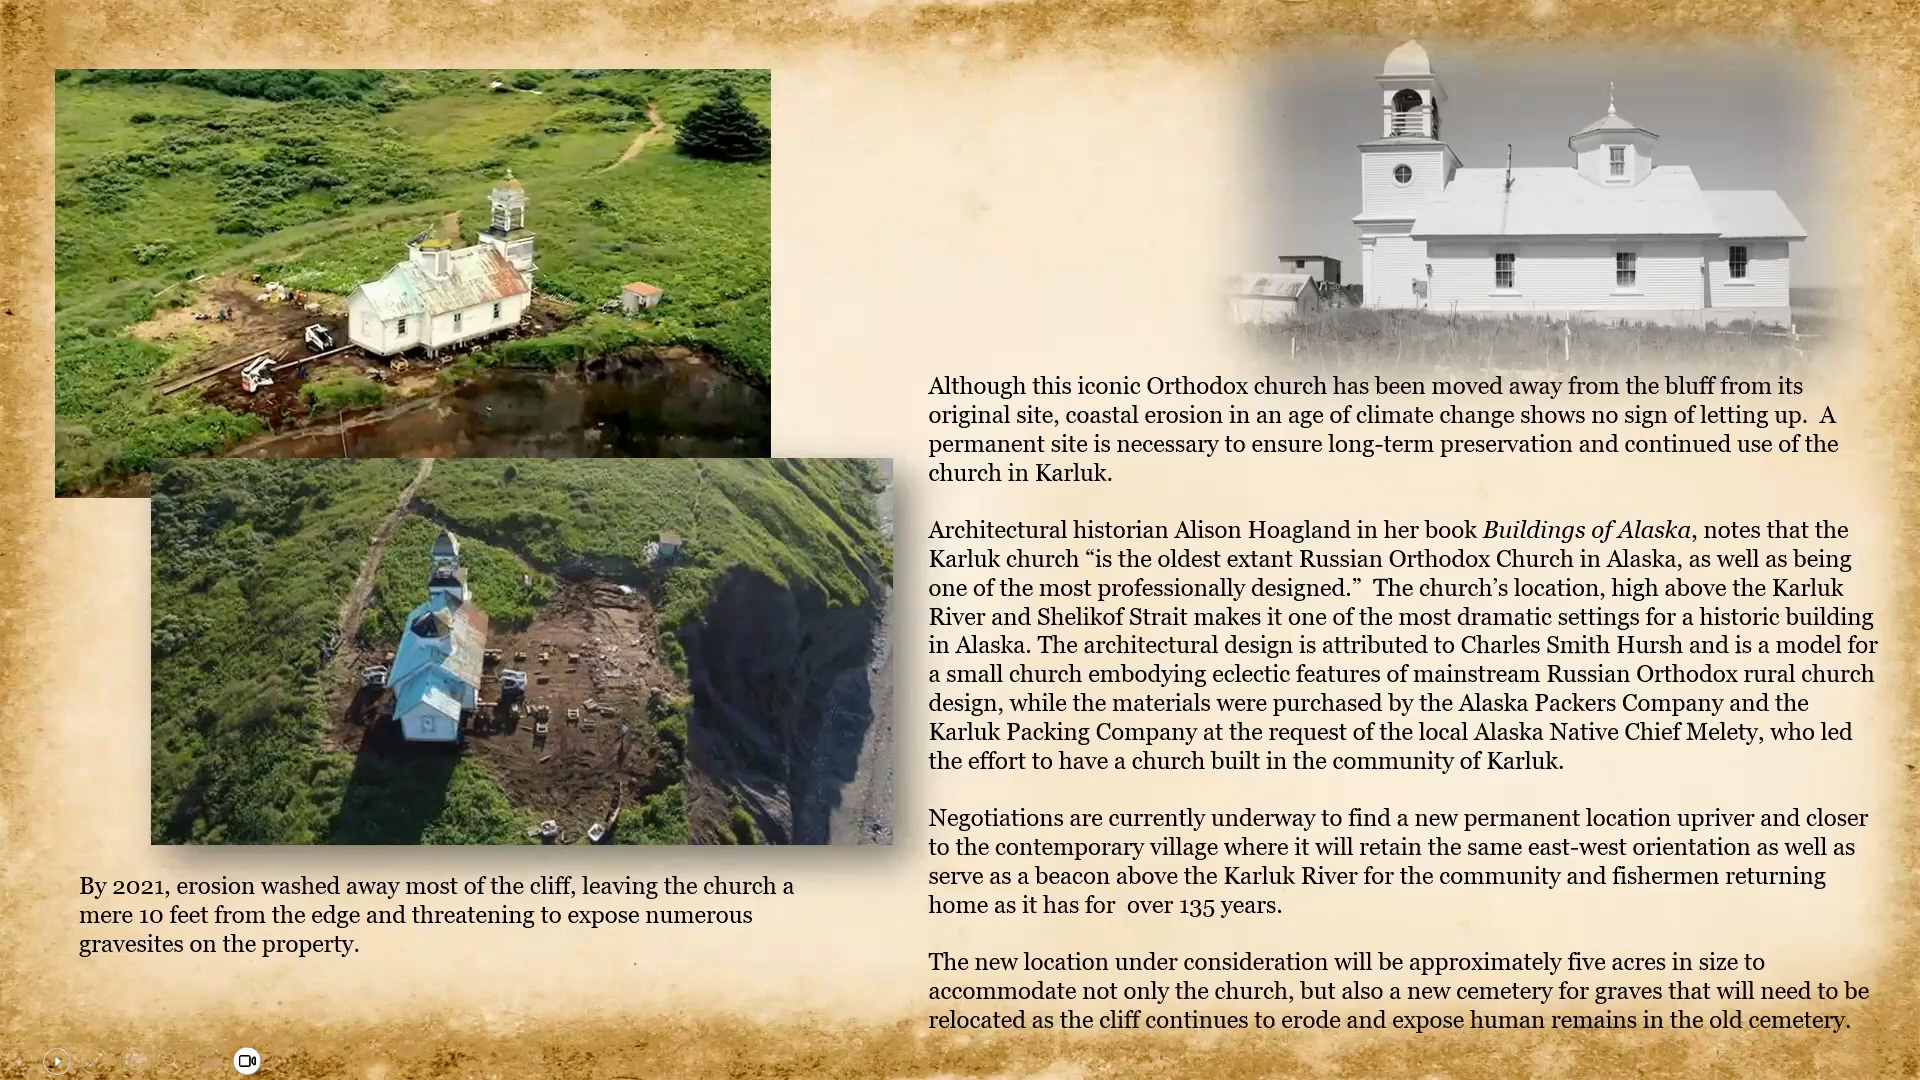 Although this iconic Orthodox church has been moved away from the bluff from its
original site, coastal erosion in an age of climate change shows no sign of letting up.  A
permanent site is necessary to ensure long-term preservation and continued use of the
church in Karluk.
Architectural historian Alison Hoagland in her book Buildings of Alaska, notes that the
Karluk church “is the oldest extant Russian Orthodox Church in Alaska, as well as being
one of the most professionally designed.”  The church’s location, high above the Karluk
River and Shelikof Strait makes it one of the most dramatic settings for a historic building
in Alaska. The architectural design is attributed to Charles Smith Hursh and is a model for
a small church embodying eclectic features of mainstream Russian Orthodox rural church
design, while the materials were purchased by the Alaska Packers Company and the
Karluk Packing Company at the request of the local Alaska Native Chief Melety, who led
the effort to have a church built in the community of Karluk.
Negotiations are currently underway to find a new permanent location upriver and closer
to the contemporary village where it will retain the same east-west orientation as well as
serve as a beacon above the Karluk River for the community and fishermen returning
home as it has for  over 135 years.
The new location under consideration will be approximately five acres in size to
accommodate not only the church, but also a new cemetery for graves that will need to be
relocated as the cliff continues to erode and expose human remains in the old cemetery.
By 2021, erosion washed away most of the cliff, leaving the church a
mere 10 feet from the edge and threatening to expose numerous
gravesites on the property.